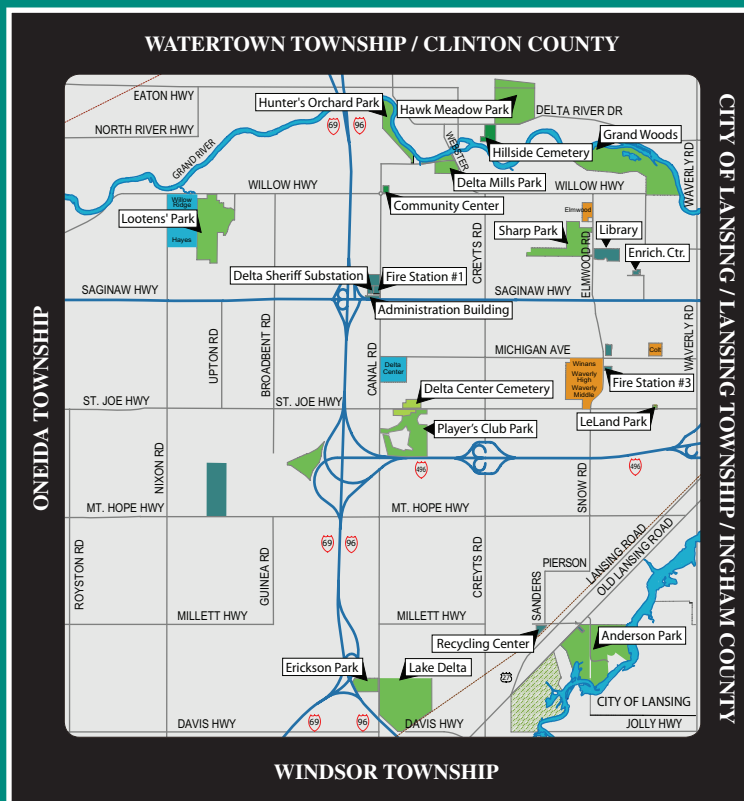 WATERTOWN TOWNSHIP / CLINTON COUNTY
EATON HWY
Hunter's Orchard Park
Hawk Meadow Park
DELTA RIVER DR
NORTH RIVER HWY
69
96
WEBSTER
Grand Woods
GRAND RIVER
Hillside Cemetery
WAVERLY RD
Delta Mills Park
WILLOW HWY
WILLOW HWY
Willow
Ridge
Community Center
Elmwood
Lootens' Park
Hayes
CREYTS RD
Sharp Park
ELMWOOD RD
Library
Enrich. Ctr.
Delta Sheriff Substation
Fire Station #1
SAGINAW HWY
SAGINAW HWY
Administration Building
UPTON RD
BROADBENT RD
CANAL RD
WAVERLY RD
MICHIGAN AVE
Colt
Delta
Center
Winans
Waverly
High
Waverly
Middle
Fire Station #3
ST. JOE HWY
ST. JOE HWY
Delta Center Cemetery
LeLand Park
Player's Club Park
496
496
NIXON RD
SNOW RD
MT. HOPE HWY
MT. HOPE HWY
69
96
ROYSTON RD
GUINEA RD
CREYTS RD
LANSING ROAD
OLD LANSING ROAD
PIERSON
SANDERS
MILLETT HWY
MILLETT HWY
Recycling Center
Anderson Park
Erickson Park
Lake Delta
27
CITY OF LANSING
DAVIS HWY
69
96
DAVIS HWY
JOLLY HWY
ONEIDA TOWNSHIP
CITY OF LANSING / LANSING TOWNSHIP / INGHAM COUNTY
WINDSOR TOWNSHIP